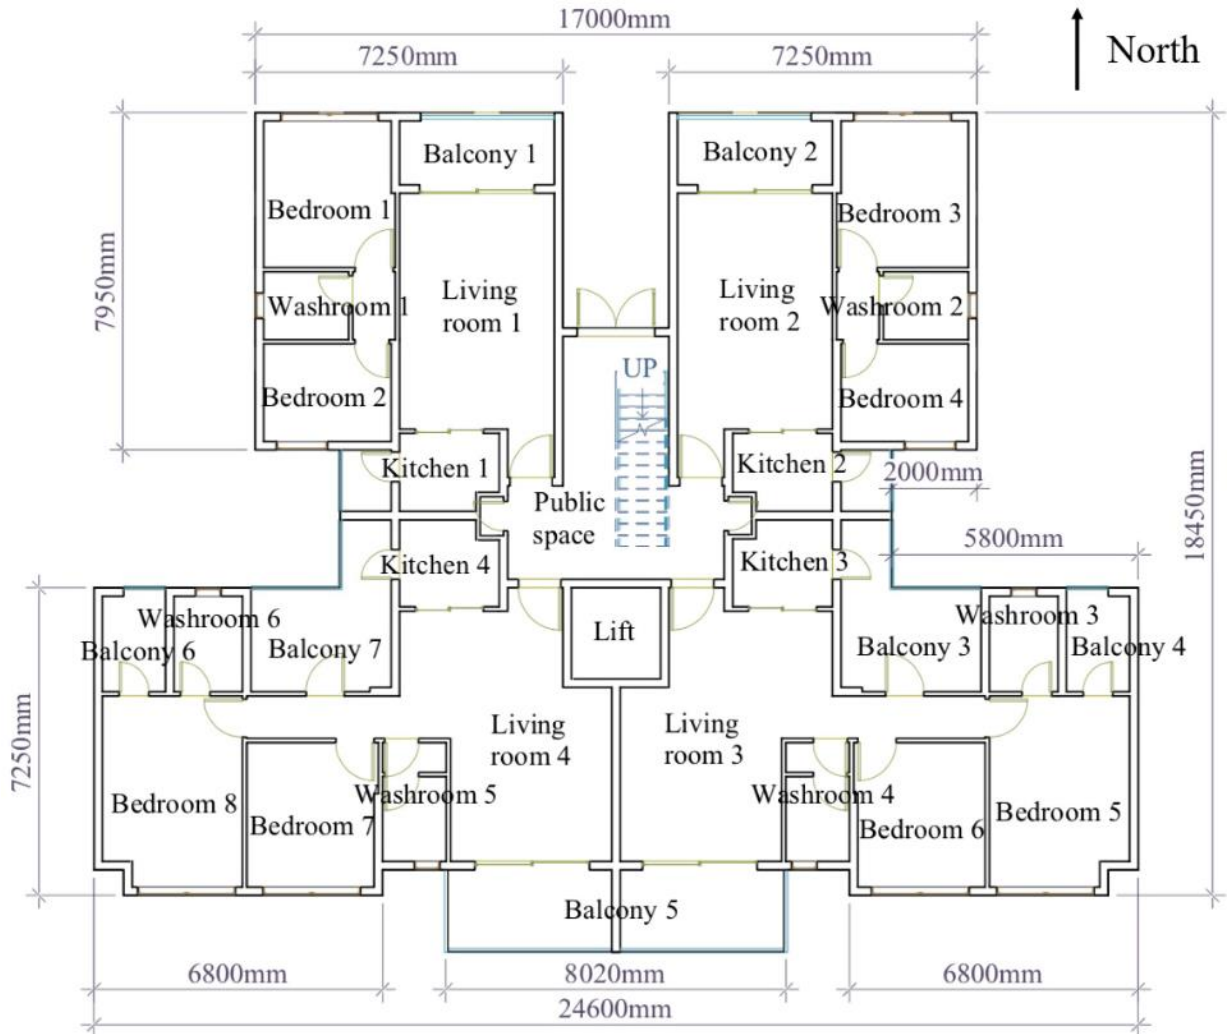 17000mm
7250mm
7250mm
North
Balcony 1
Balcony 2
Bedroom 1
Bedroom 3
7950mm
Living
room 1
Living
room 2
Washroom 1
Washroom 2
UP
Bedroom 2
Bedroom 4
Kitchen 1
Kitchen 2
2000mm
18450mm
Public
space
5800mm
Kitchen 4
Kitchen 3
Washroom 6
Washroom 3
Lift
Balcony 6
Balcony 7
Balcony 3
Balcony 4
7250mm
Living
room 4
Living
room 3
Bedroom 8
Washroom 5
Washroom 4
Bedroom 7
Bedroom 6
Bedroom 5
Balcony 5
6800mm
8020mm
6800mm
24600mm